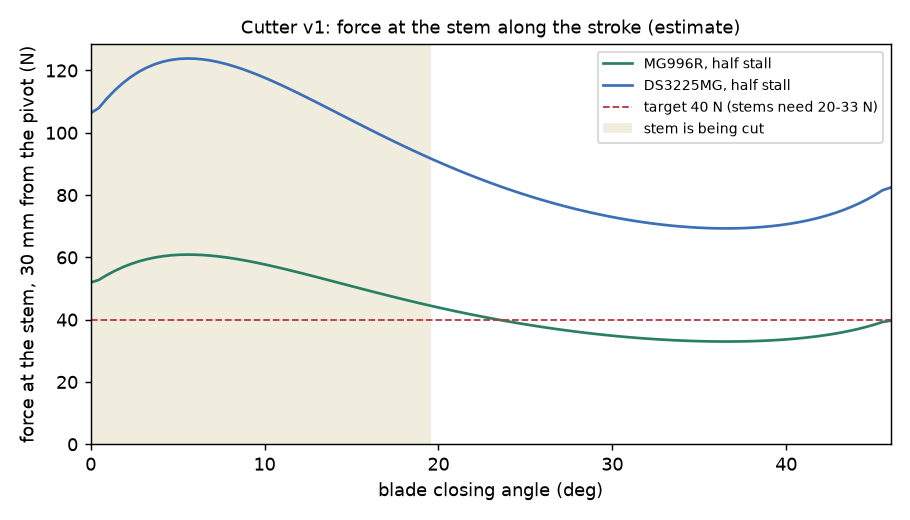 Cutter v1: force at the stem along the stroke (estimate)
force at the stem, 30 mm from the pivot (N)
120
100
80
60
40
20
0
MG996R, half stall
DS3225MG, half stall
target 40 N (stems need 20-33 N)
stem is being cut
0 10 20 30 40
blade closing angle (deg)